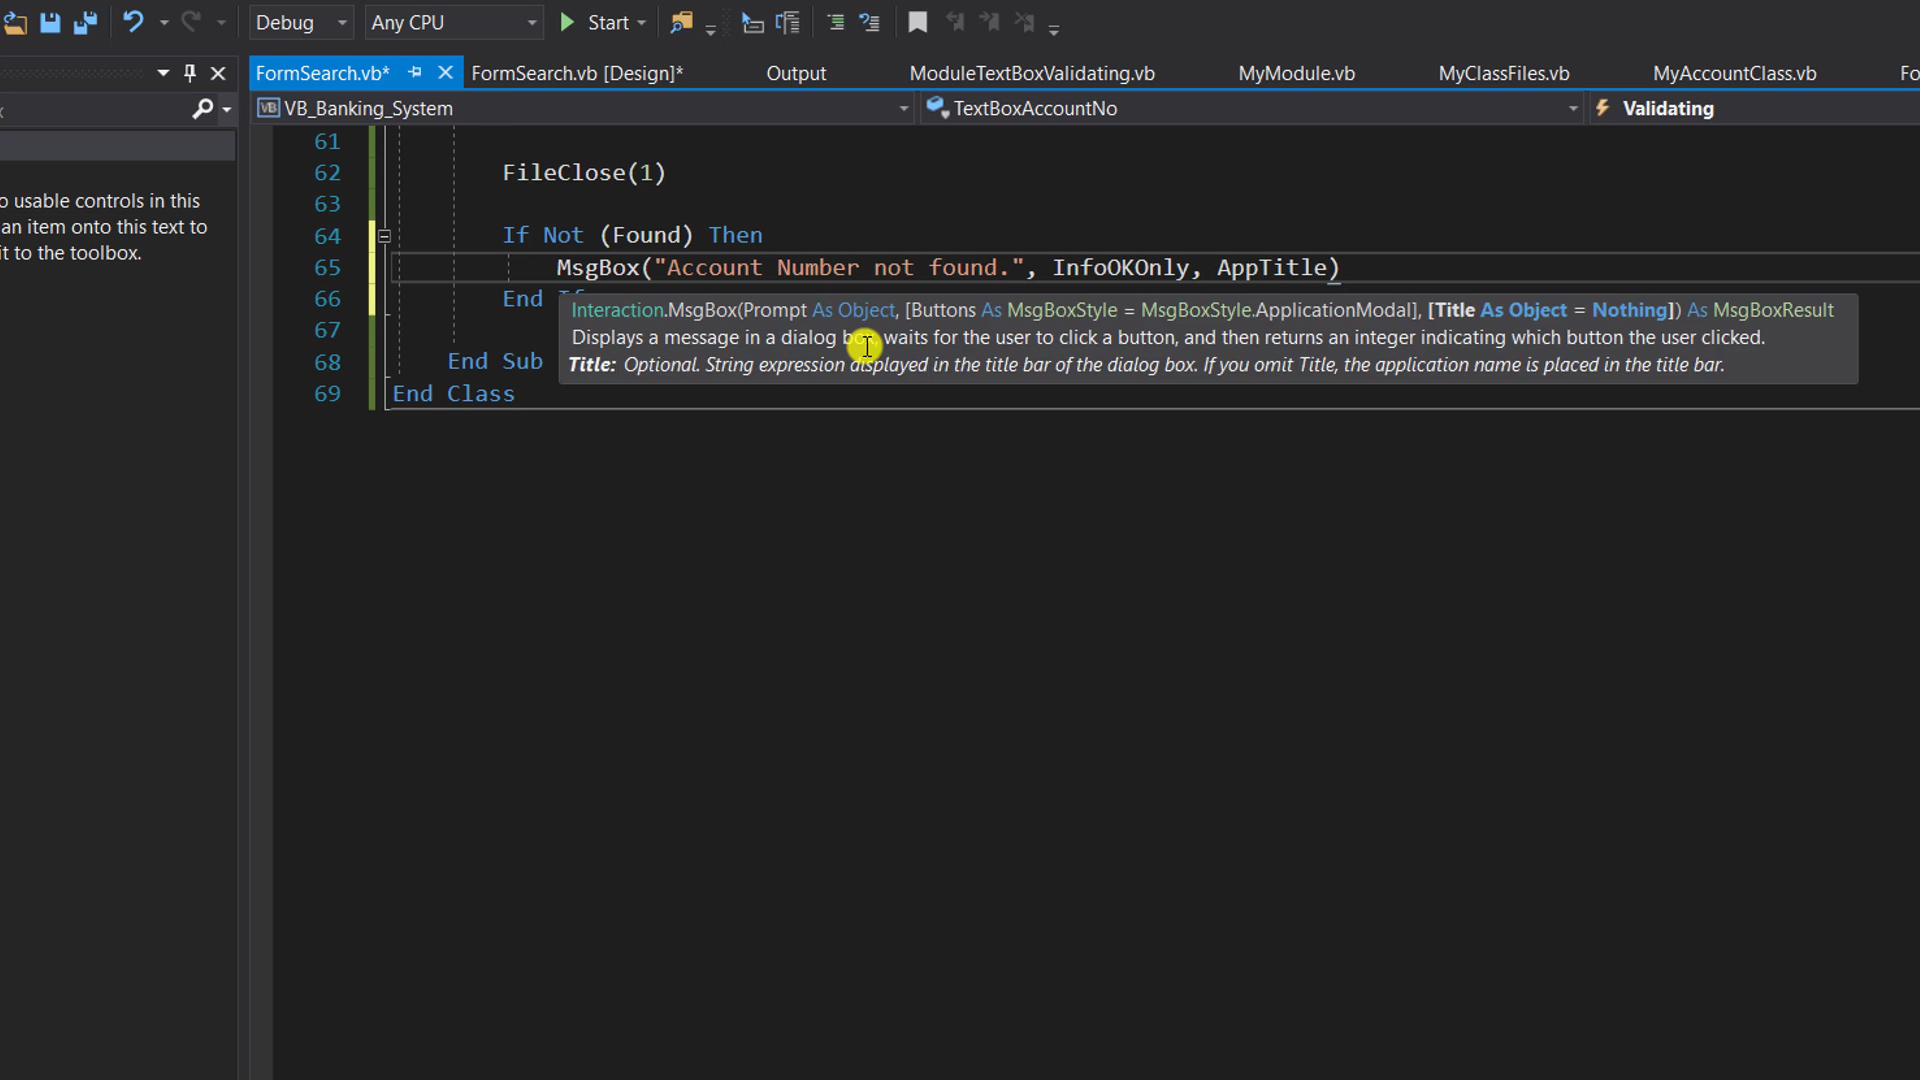 Debug Any CPU Start
FormSearch.vb* FormSearch.vb [Design]* Output ModuleTextBoxValidating.vb MyModule.vb MyClassFiles.vb MyAccountClass.vb Fo
VB VB_Banking_System TextBoxAccountNo Validating
o usable controls in this
an item onto this text to
it to the toolbox.
61
62 FileClose(1)
63
64 If Not (Found) Then
65 MsgBox("Account Number not found.", InfoOKOnly, AppTitle)
66 End If
Interaction.MsgBox(Prompt As Object, [Buttons As MsgBoxStyle = MsgBoxStyle.ApplicationModal], [Title As Object = Nothing]) As MsgBoxResult
67
Displays a message in a dialog box, waits for the user to click a button, and then returns an integer indicating which button the user clicked.
68 End Sub
Title: Optional. String expression displayed in the title bar of the dialog box. If you omit Title, the application name is placed in the title bar.
69 End Class